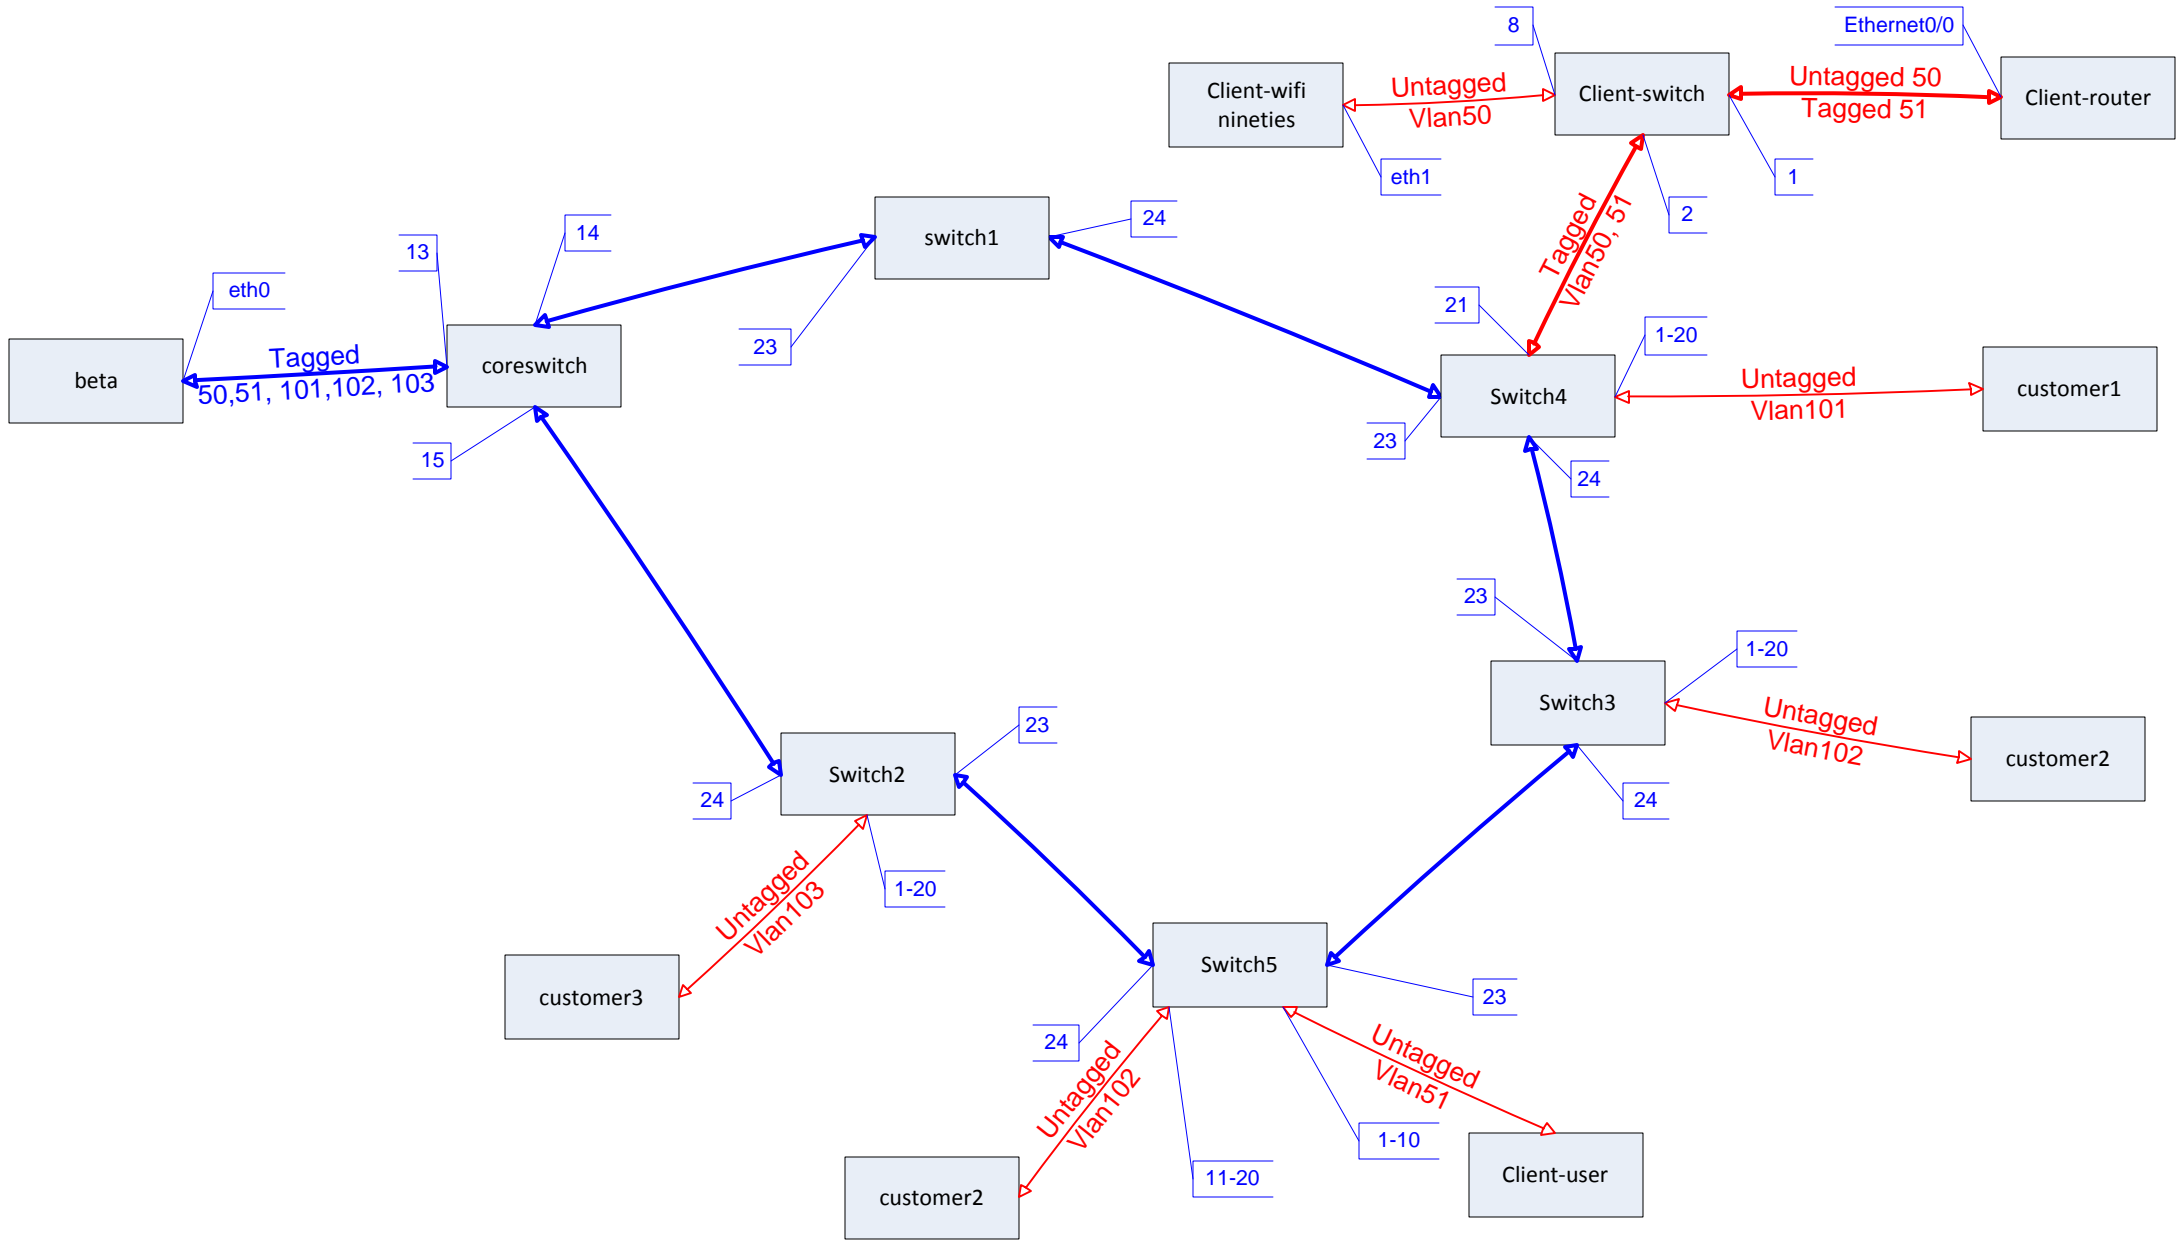 8
Ethernet0/0
Client-wifi
nineties
Untagged
Vlan50
Client-switch
Untagged 50
Tagged 51
Client-router
eth1
2
1
Tagged
Vlan50, 51
14
13
switch1
24
eth0
23
21
1-20
beta
Tagged
50,51, 101,102, 103
coreswitch
Switch4
Untagged
Vlan101
customer1
15
23
24
23
1-20
Switch3
Untagged
Vlan102
customer2
23
Switch2
24
24
1-20
Untagged
Vlan103
customer3
Switch5
23
24
Untagged
Vlan102
Untagged
Vlan51
1-10
11-20
customer2
Client-user